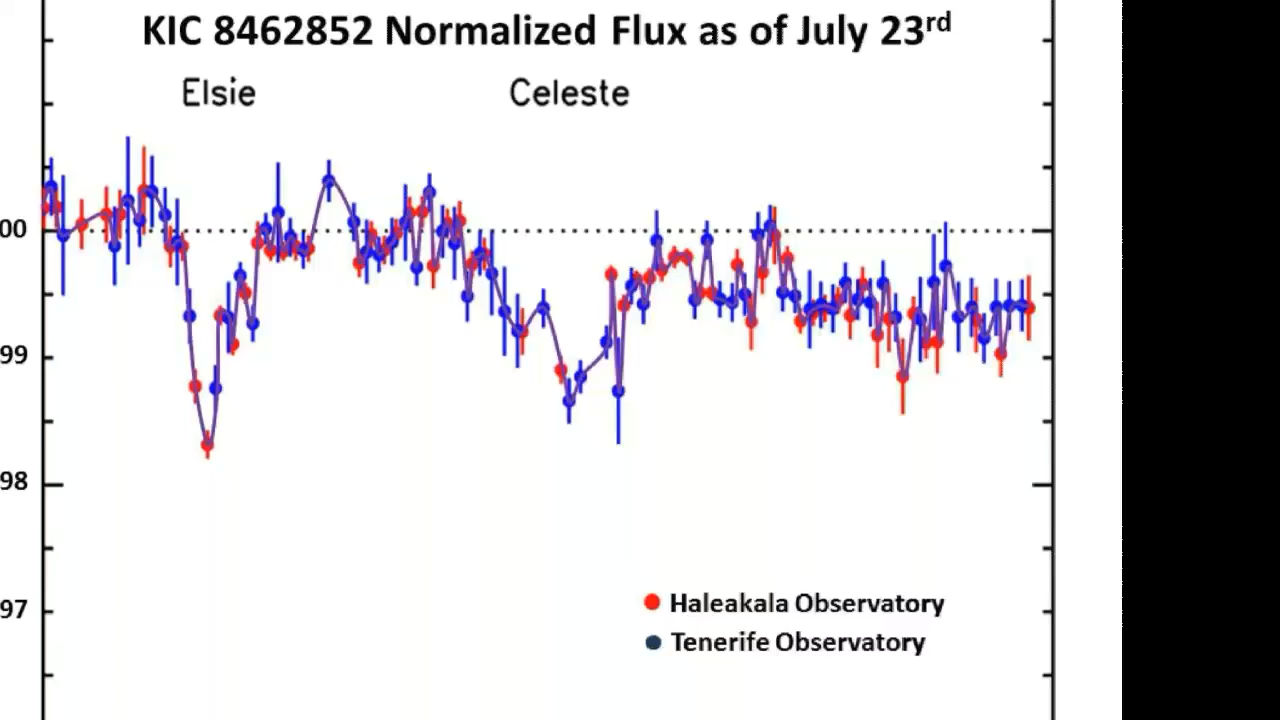 KIC 8462852 Normalized Flux as of July 23rd
Elsie
Celeste
00
99
98
97
Haleakala Observatory
Tenerife Observatory